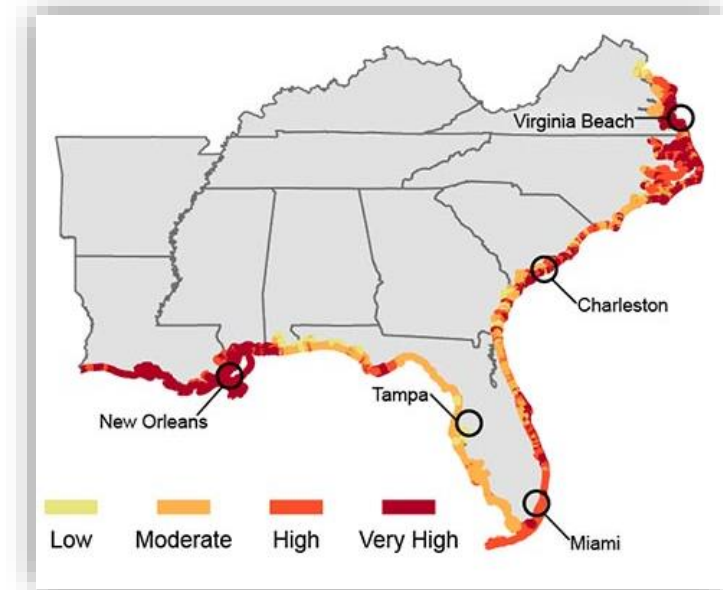 Virginia Beach
Charleston
Tampa
New Orleans
Miami
Low Moderate High Very High